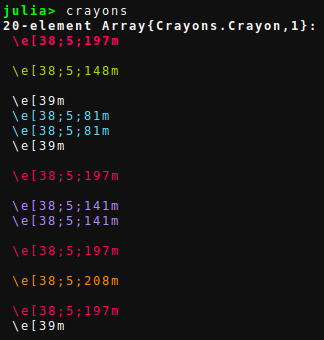 julia> crayons
20-element Array{Crayons.Crayon,1}:
\e[38;5;197m
\e[38;5;148m
\e[39m
\e[38;5;81m
\e[38;5;81m
\e[39m
\e[38;5;197m
\e[38;5;141m
\e[38;5;141m
\e[38;5;197m
\e[38;5;208m
\e[38;5;197m
\e[39m